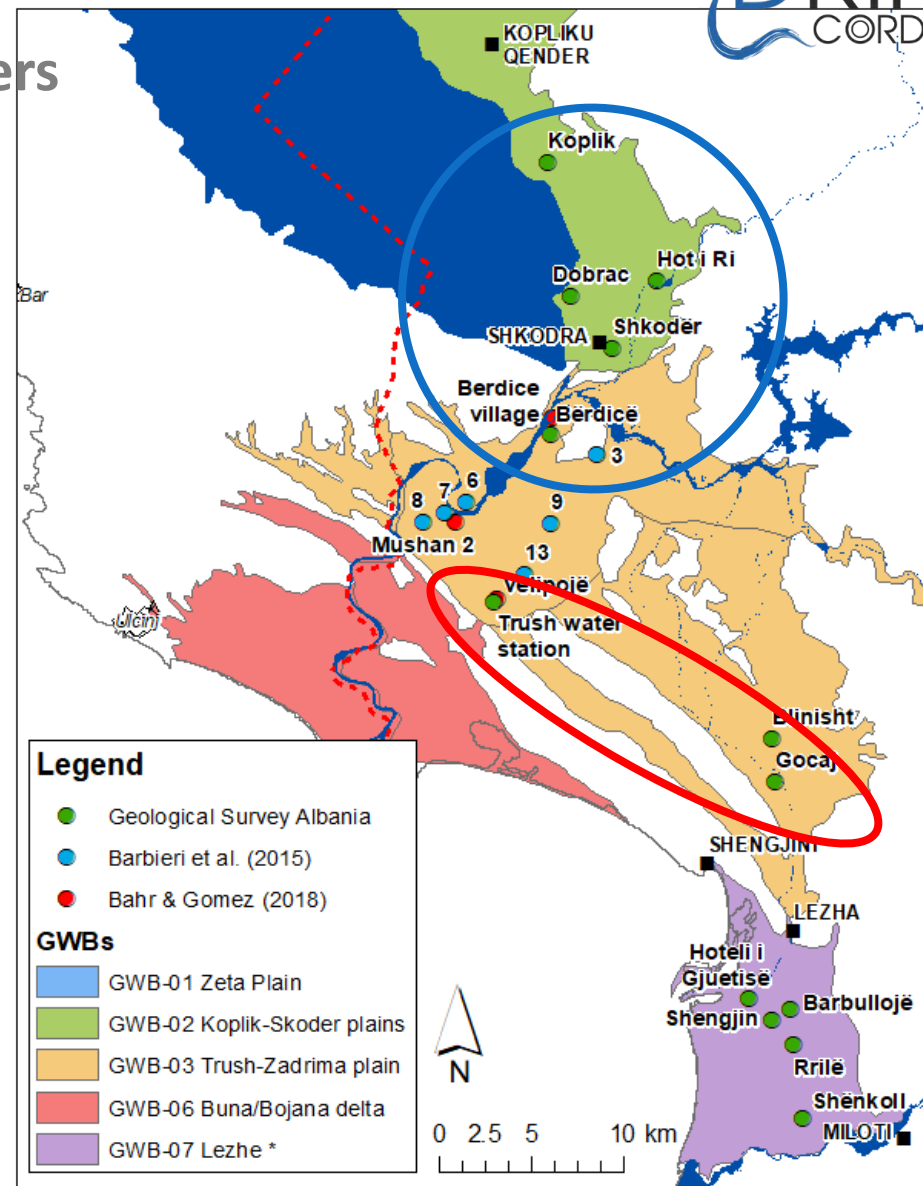 ers
DRIN
CORD
KOPLIKU
QENDER
Koplik
Hot i Ri
Bar
Dobrac
SHKODRA
Shkodër
Berdice
village
Bërdicë
3
6
7
8
9
Mushan 2
13
Velipojë
Ulcinj
Trush water
station
Blinisht
Gocaj
SHENGJINI
LEZHA
Hoteli i
Gjuetisë
Barbullojë
Shengjin
Rrilë
Shënkoll
MILOTI
Legend
Geological Survey Albania
Barbieri et al. (2015)
Bahr & Gomez (2018)
GWBs
GWB-01 Zeta Plain
GWB-02 Koplik-Skoder plains
GWB-03 Trush-Zadrima plain
GWB-06 Buna/Bojana delta
GWB-07 Lezhe *
N
0 2.5 5 10 km